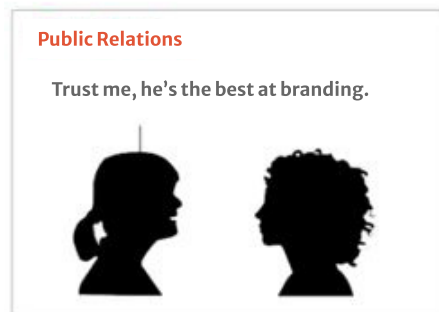 Public Relations
Trust me, he’s the best at branding.